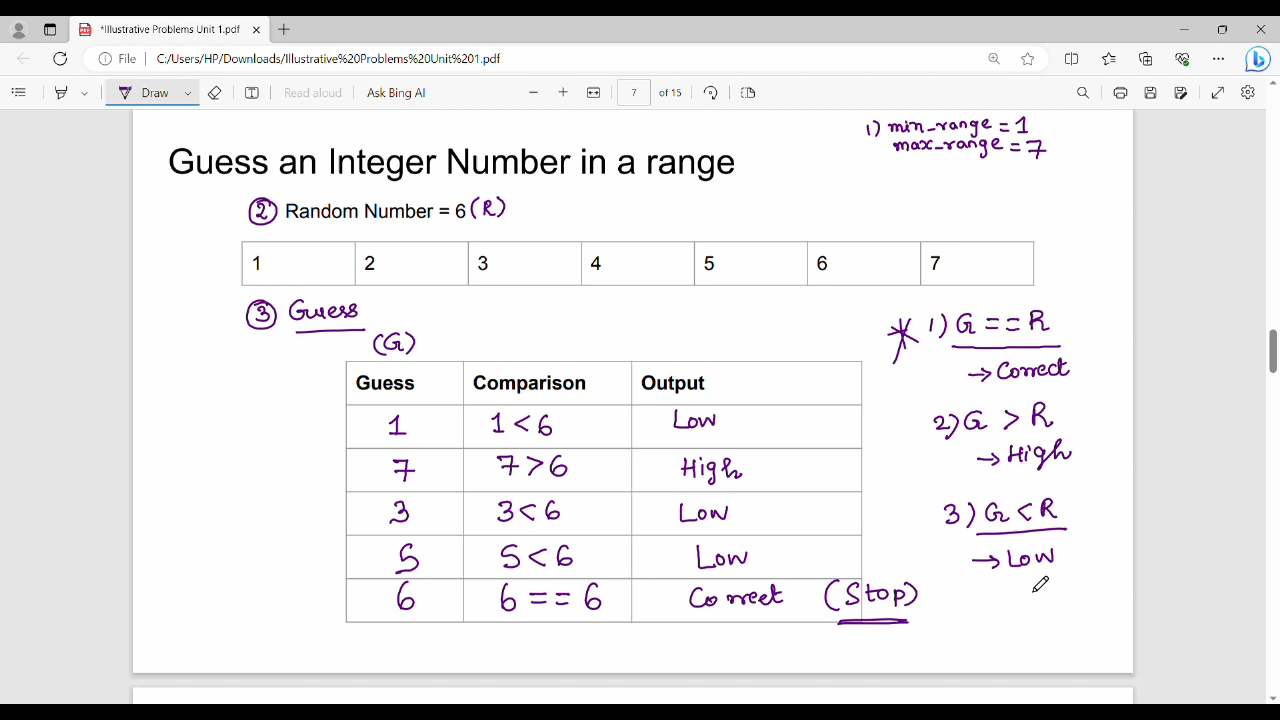 *Illustrative Problems Unit 1.pdf
File C:/Users/HP/Downloads/Illustrative%20Problems%20Unit%201.pdf
Draw Read aloud Ask Bing AI 7 of 15
1) min_range = 1
max_range = 7
Guess an Integer Number in a range
② Random Number = 6 (R)
1 2 3 4 5 6 7
③ Guess
(G)
Guess Comparison Output
1 1 < 6 Low
7 7 > 6 High
3 3 < 6 Low
5 5 < 6 Low
6 6 == 6 Correct (Stop)
* 1) G == R
→ Correct
2) G > R
→ High
3) G < R
→ Low